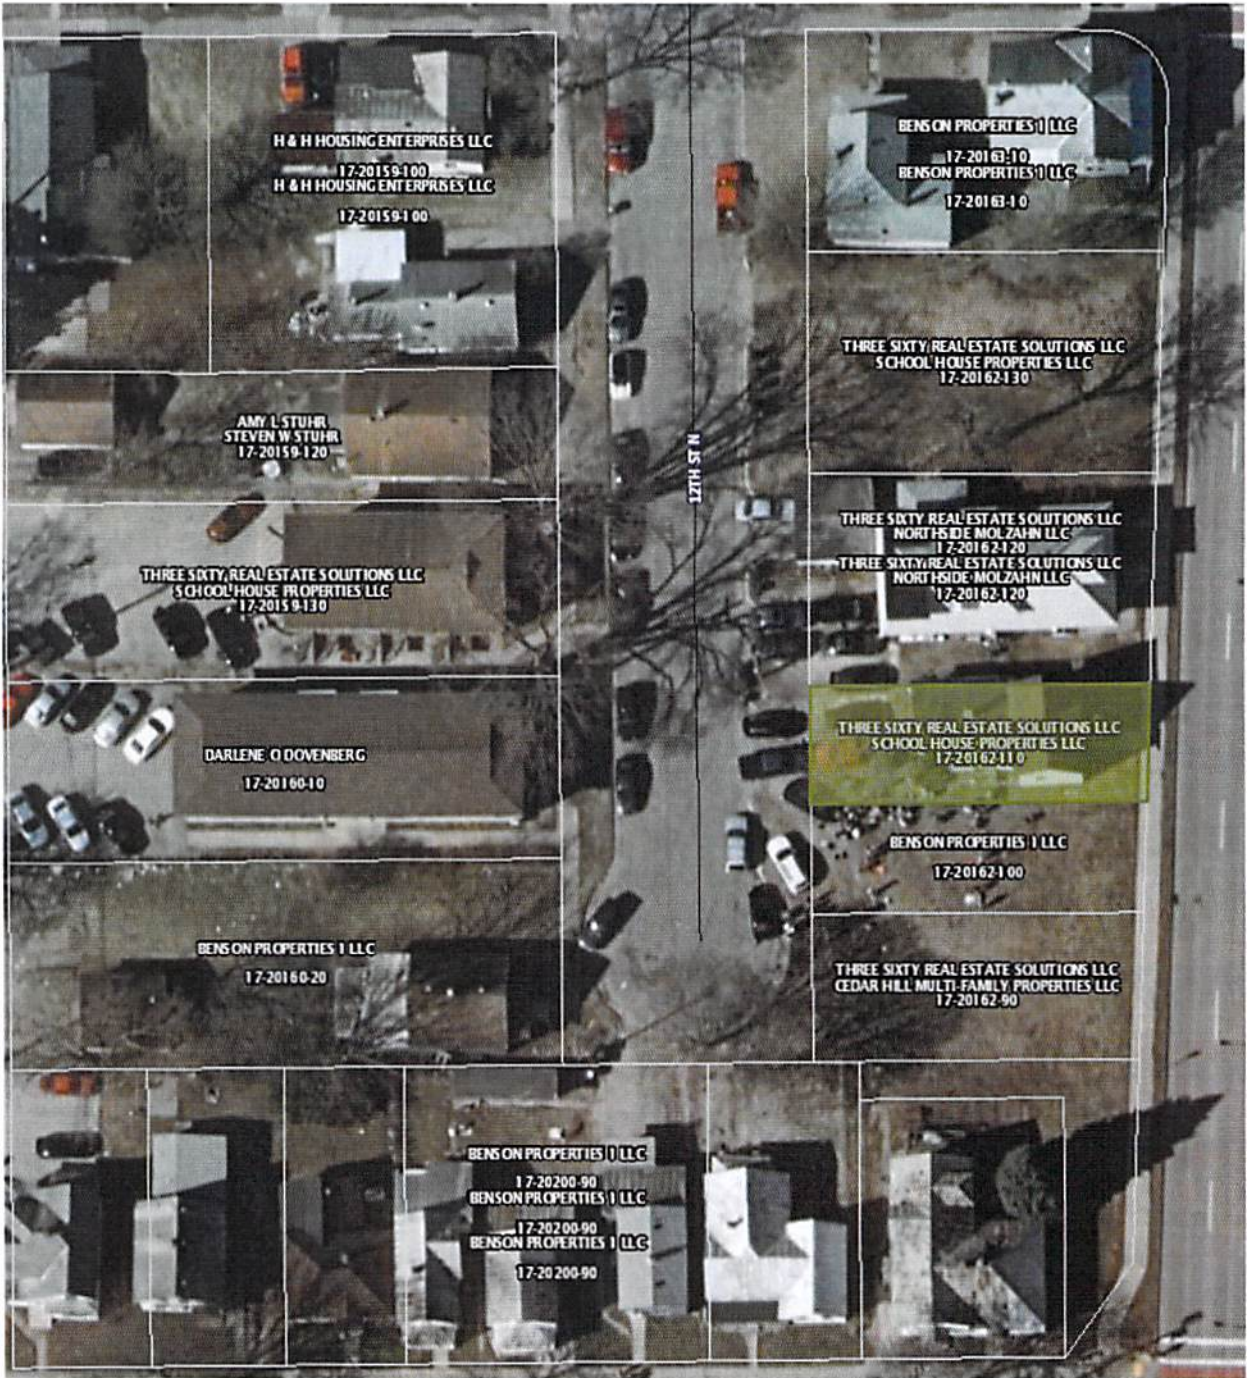 H & H HOUSING ENTERPRISES LLC
17-20159-100
H & H HOUSING ENTERPRISES LLC
17-20159-100
BENSON PROPERTIES 1 LLC
17-20163-10
BENSON PROPERTIES 1 LLC
17-20163-10
THREE SIXTY REAL ESTATE SOLUTIONS LLC
SCHOOL HOUSE PROPERTIES LLC
17-20162-130
AMY L STUHR
STEVEN W STUHR
17-20159-120
12TH ST N
THREE SIXTY REAL ESTATE SOLUTIONS LLC
NORTHSIDE MOLZAHN LLC
17-20162-120
THREE SIXTY REAL ESTATE SOLUTIONS LLC
NORTHSIDE MOLZAHN LLC
17-20162-120
THREE SIXTY REAL ESTATE SOLUTIONS LLC
SCHOOL HOUSE PROPERTIES LLC
17-20159-130
THREE SIXTY REAL ESTATE SOLUTIONS LLC
SCHOOL HOUSE PROPERTIES LLC
17-20162-110
DARLENE O DOVENBERG
17-20160-10
BENSON PROPERTIES 1 LLC
17-20162-100
BENSON PROPERTIES 1 LLC
17-20160-20
THREE SIXTY REAL ESTATE SOLUTIONS LLC
CEDAR HILL MULTI-FAMILY PROPERTIES LLC
17-20162-90
BENSON PROPERTIES 1 LLC
17-20200-90
BENSON PROPERTIES 1 LLC
17-20200-90
BENSON PROPERTIES 1 LLC
17-20200-90